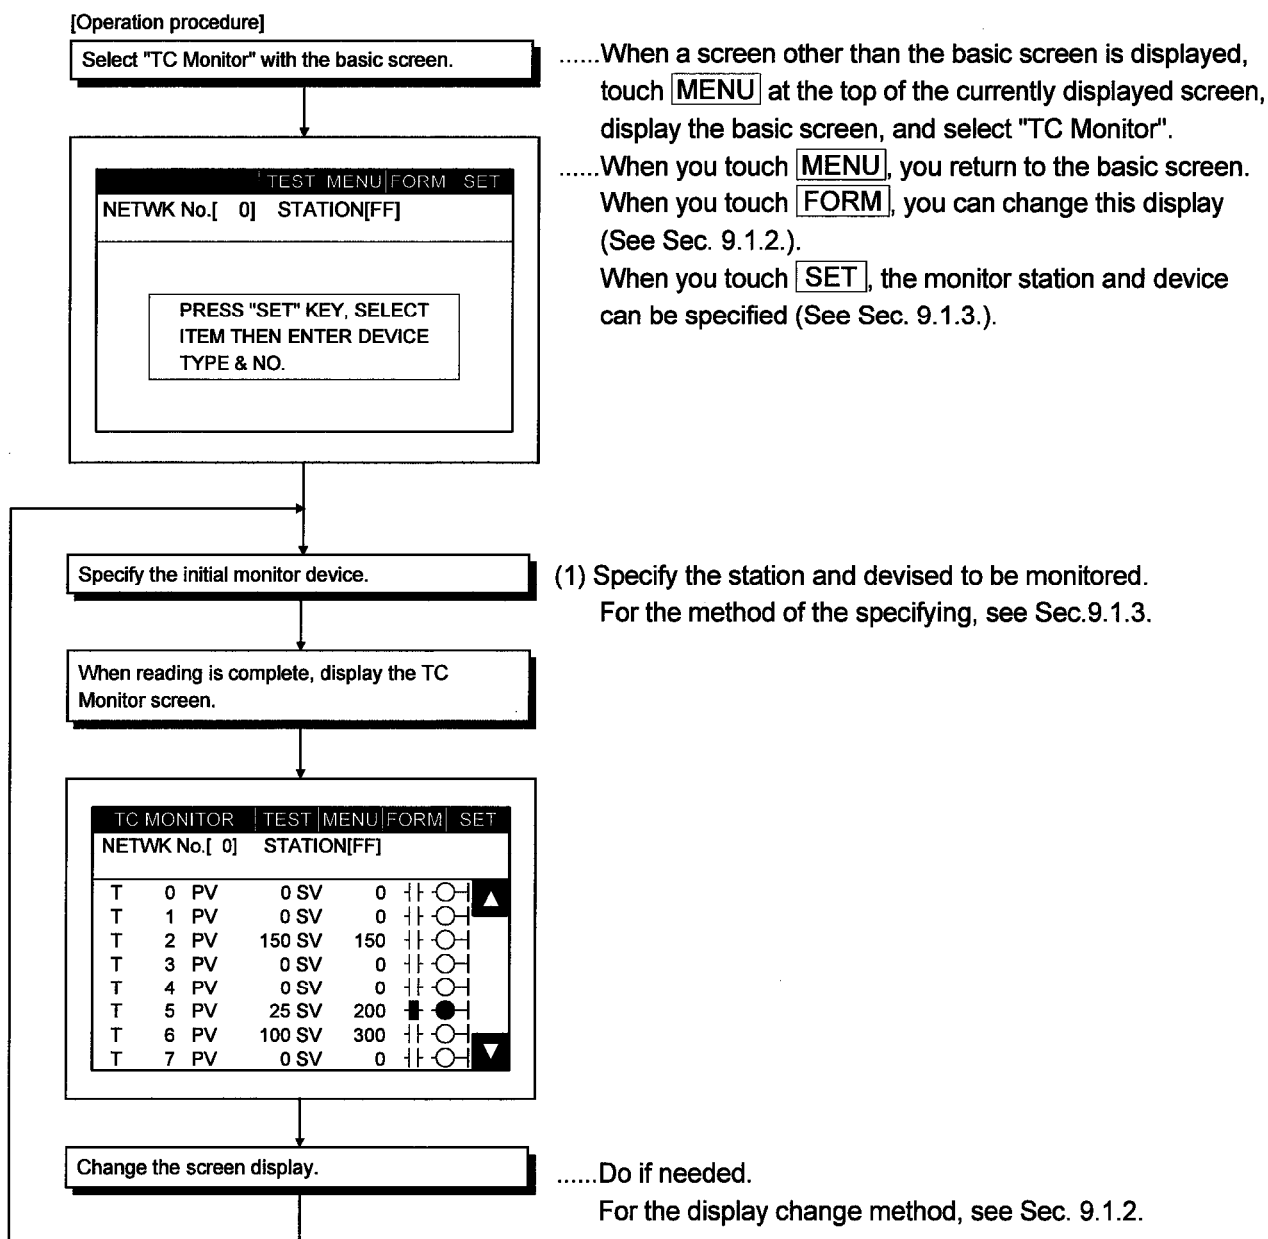 [Operation procedure]
Select "TC Monitor" with the basic screen.
......When a screen other than the basic screen is displayed,
touch MENU at the top of the currently displayed screen,
display the basic screen, and select "TC Monitor".
......When you touch MENU, you return to the basic screen.
When you touch FORM, you can change this display
(See Sec. 9.1.2.).
When you touch SET, the monitor station and device
can be specified (See Sec. 9.1.3.).
TEST MENU FORM SET
NETWK No.[ 0] STATION[FF]
PRESS "SET" KEY, SELECT
ITEM THEN ENTER DEVICE
TYPE & NO.
Specify the initial monitor device.
(1) Specify the station and devised to be monitored.
For the method of the specifying, see Sec.9.1.3.
When reading is complete, display the TC
Monitor screen.
TC MONITOR TEST MENU FORM SET
NETWK No.[ 0] STATION[FF]
T 0 PV 0 SV 0
T 1 PV 0 SV 0
T 2 PV 150 SV 150
T 3 PV 0 SV 0
T 4 PV 0 SV 0
T 5 PV 25 SV 200
T 6 PV 100 SV 300
T 7 PV 0 SV 0
Change the screen display.
......Do if needed.
For the display change method, see Sec. 9.1.2.